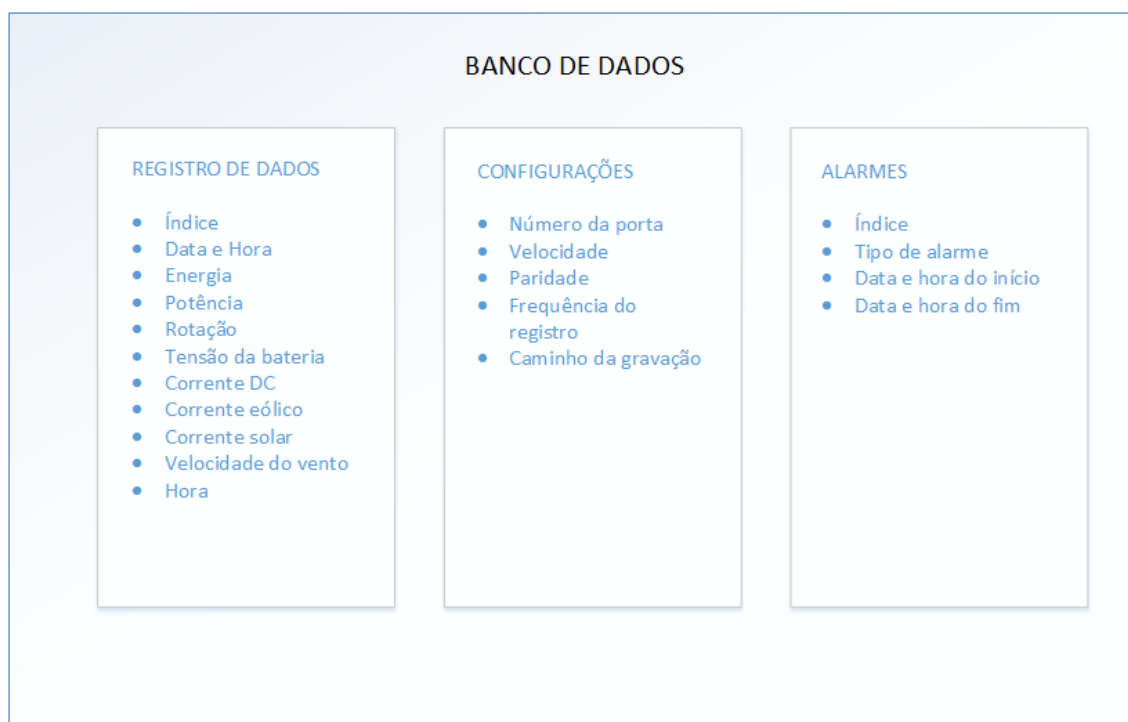 BANCO DE DADOS
REGISTRO DE DADOS
Índice
Data e Hora
Energia
Potência
Rotação
Tensão da bateria
Corrente DC
Corrente eólico
Corrente solar
Velocidade do vento
Hora
CONFIGURAÇÕES
Número da porta
Velocidade
Paridade
Frequência do
registro
Caminho da gravação
ALARMES
Índice
Tipo de alarme
Data e hora do início
Data e hora do fim